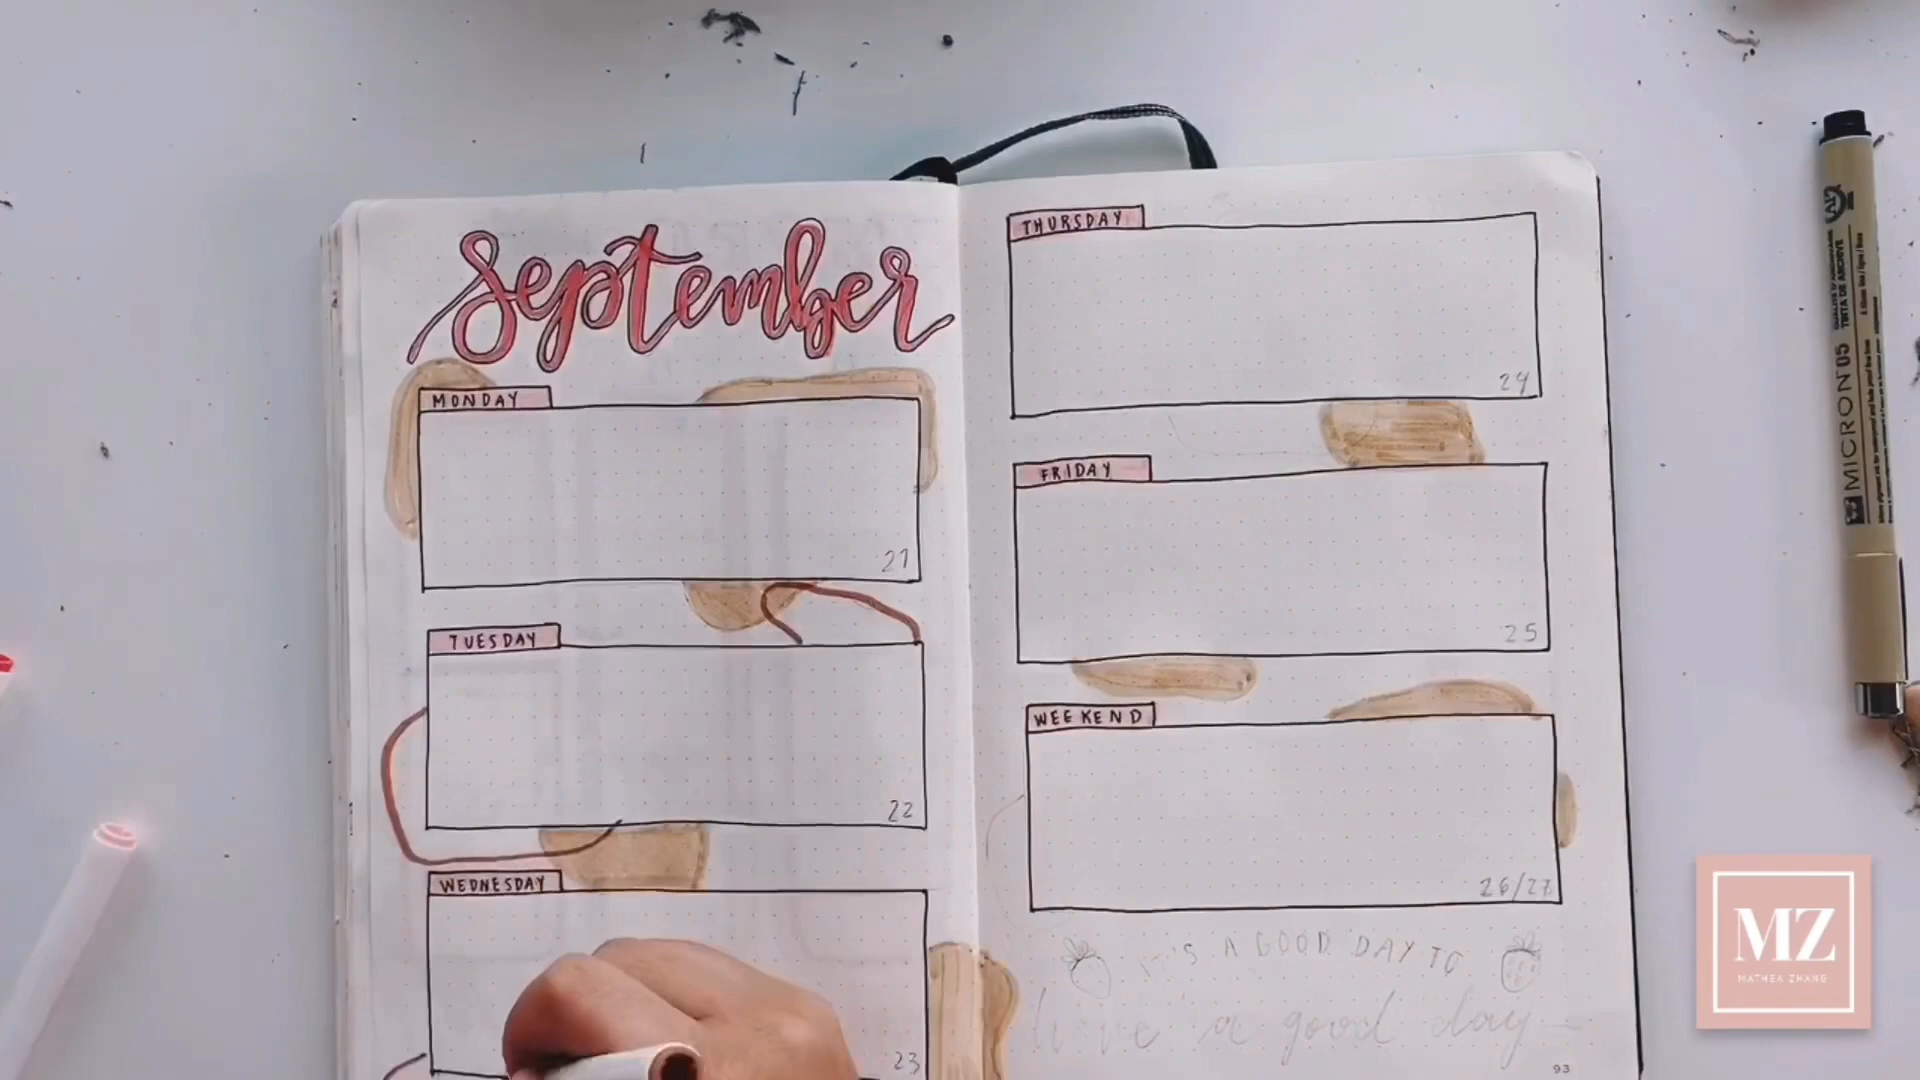 September
MONDAY
21
TUESDAY
22
WEDNESDAY
23
THURSDAY
24
FRIDAY
25
WEEKEND
26/27
IT'S A GOOD DAY TO
have a good day
93
MICRON 05
MZ
MATHEA ZHANG